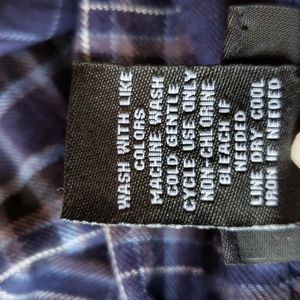 WASH WITH LIKE
COLORS
MACHINE WASH
COLD GENTLE
CYCLE USE ONLY
NON-CHLORINE
BLEACH IF
NEEDED
LINE DRY COOL
IRON IF NEEDED